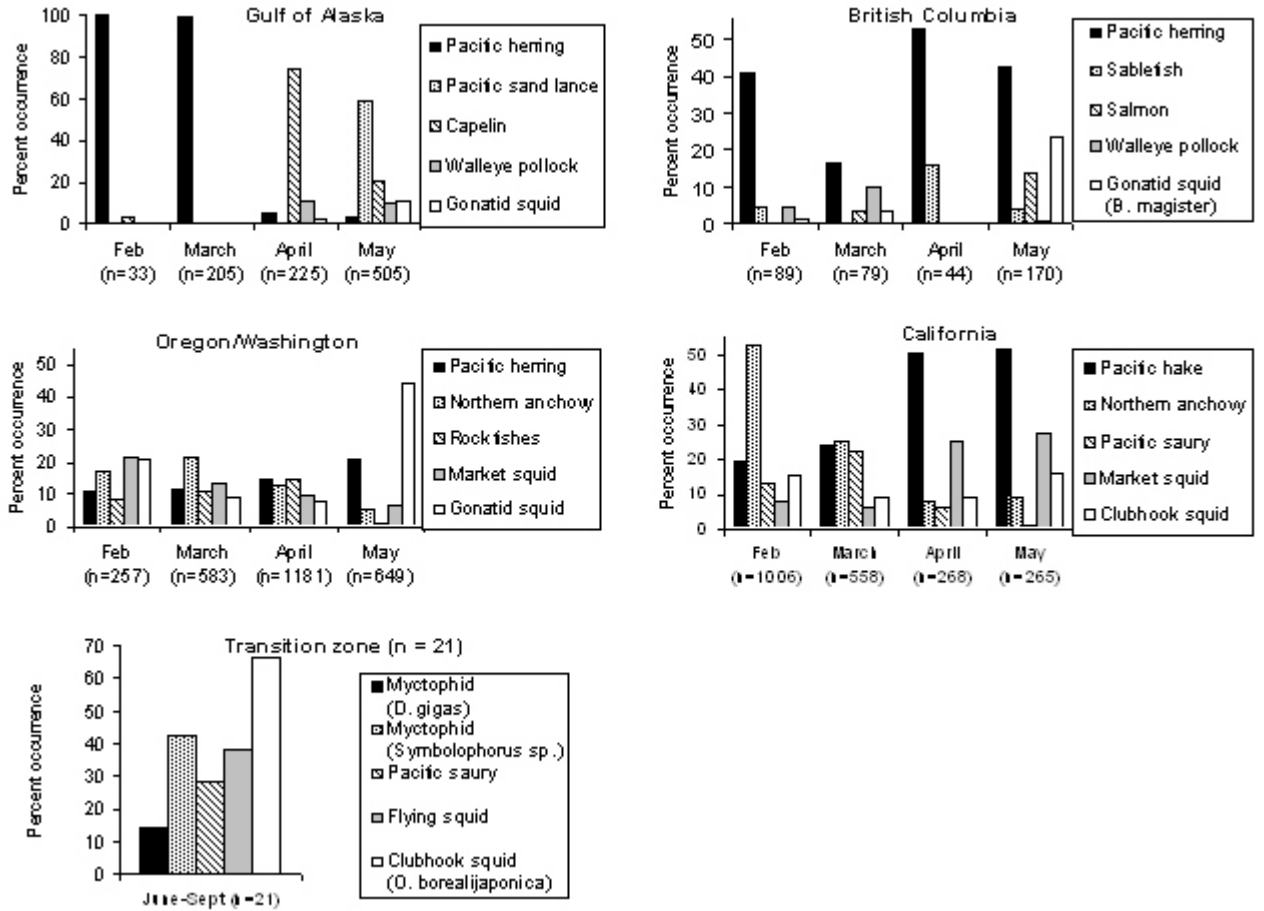 Gulf of Alaska
Percent occurrence
100
80
60
40
20
0
Feb
(n=33)
March
(n=205)
April
(n=225)
May
(n=505)
Pacific herring
Pacific sand lance
Capelin
Walleye pollock
Gonatid squid
British Columbia
Percent occurrence
50
40
30
20
10
0
Feb
(n=89)
March
(n=79)
April
(n=44)
May
(n=170)
Pacific herring
Sablefish
Salmon
Walleye pollock
Gonatid squid
(B. magister)
Oregon/Washington
Percent occurrence
50
40
30
20
10
0
Feb
(n=257)
March
(n=583)
April
(n=1181)
May
(n=649)
Pacific herring
Northern anchovy
Rockfishes
Market squid
Gonatid squid
California
Percent occurrence
50
40
30
20
10
0
Feb
(n=1006)
March
(n=558)
April
(n=268)
May
(n=265)
Pacific hake
Northern anchovy
Pacific saury
Market squid
Clubhook squid
Transition zone (n = 21)
Percent occurrence
70
60
50
40
30
20
10
0
June-Sept (n=21)
Myctophid
(D. gigas)
Myctophid
(Symbolophorus sp.)
Pacific saury
Flying squid
Clubhook squid
(O. borealijaponica)